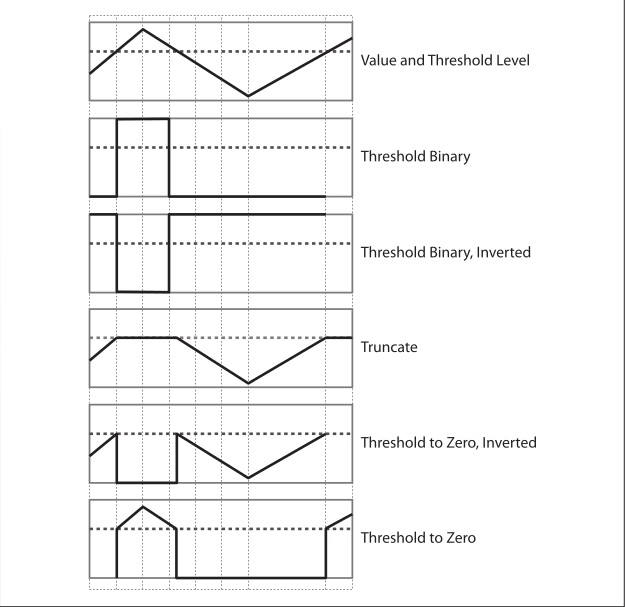 Value and Threshold Level
Threshold Binary
Threshold Binary, Inverted
Truncate
Threshold to Zero, Inverted
Threshold to Zero